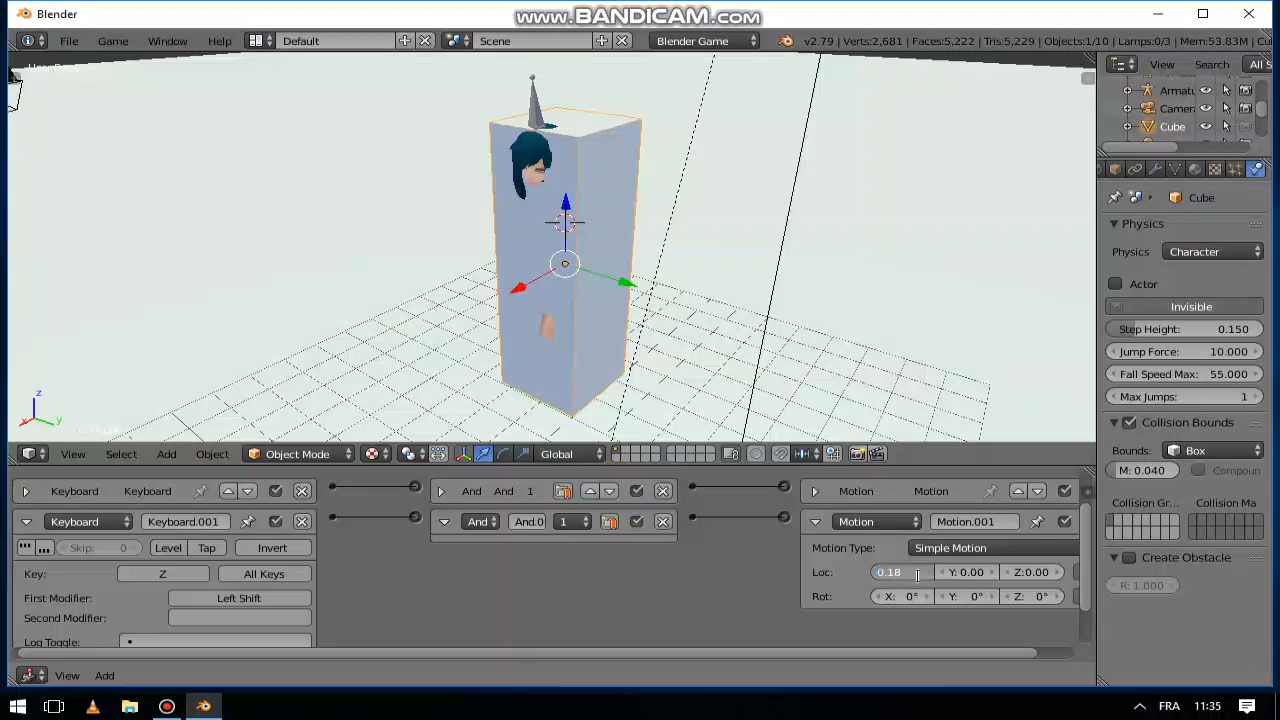 Blender
www.BANDICAM.com
File Game Window Help Default Scene Blender Game v2.79 | Verts:2,681 | Faces:5,222 | Tris:5,229 | Objects:1/10 | Lamps:0/3 | Mem:53.83M |
View Search All S
Armatu
Camera
Cube
Cube
Physics
Physics: Character
Actor
Invisible
Step Height: 0.150
Jump Force: 10.000
Fall Speed Max: 55.000
Max Jumps: 1
Collision Bounds
Bounds: Box
M: 0.040 Compoun
Collision Gr Collision Ma
Create Obstacle
R: 1.000
z
y
View Select Add Object Object Mode Global
Keyboard Keyboard And And 1 Motion Motion
Keyboard Keyboard.001 And And.0 1 Motion Motion.001
Skip: 0 Level Tap Invert
Motion Type: Simple Motion
Key: Z All Keys
Loc: 0.18 Y: 0.00 Z:0.00
First Modifier: Left Shift
Rot: X: 0° Y: 0° Z: 0°
Second Modifier:
Log Toggle:
View Add
FRA 11:35